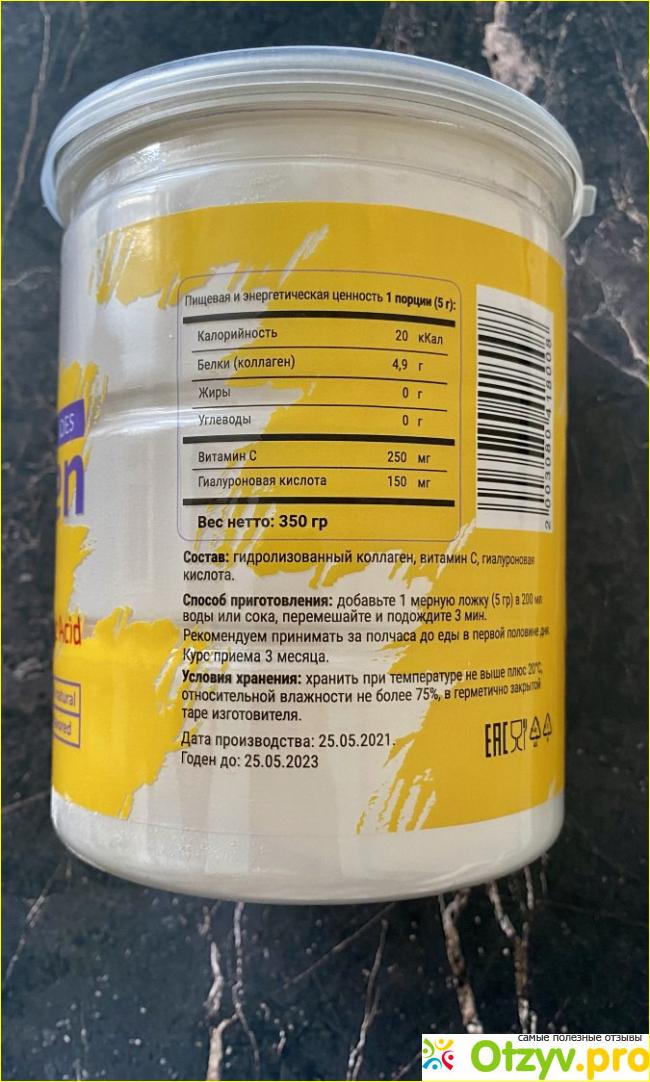 Пищевая и энергетическая ценность 1 порции (5 г):
Калорийность 20 кКал
Белки (коллаген) 4,9 г
Жиры 0 г
Углеводы 0 г
Витамин С 250 мг
Гиалуроновая кислота 150 мг
Вес нетто: 350 гр
Состав: гидролизованный коллаген, витамин С, гиалуроновая
кислота.
Способ приготовления: добавьте 1 мерную ложку (5 гр) в 200 мл
воды или сока, перемешайте и подождите 3 мин.
Рекомендуем принимать за полчаса до еды в первой половине дня.
Курс приема 3 месяца.
Условия хранения: хранить при температуре не выше плюс 20°С,
относительной влажности не более 75%, в герметично закрытой
таре изготовителя.
Дата производства: 25.05.2021.
Годен до: 25.05.2023
EAC
2003080418008
DES
en
Acid
natural
самые полезные отзывы
Otzyv.pro